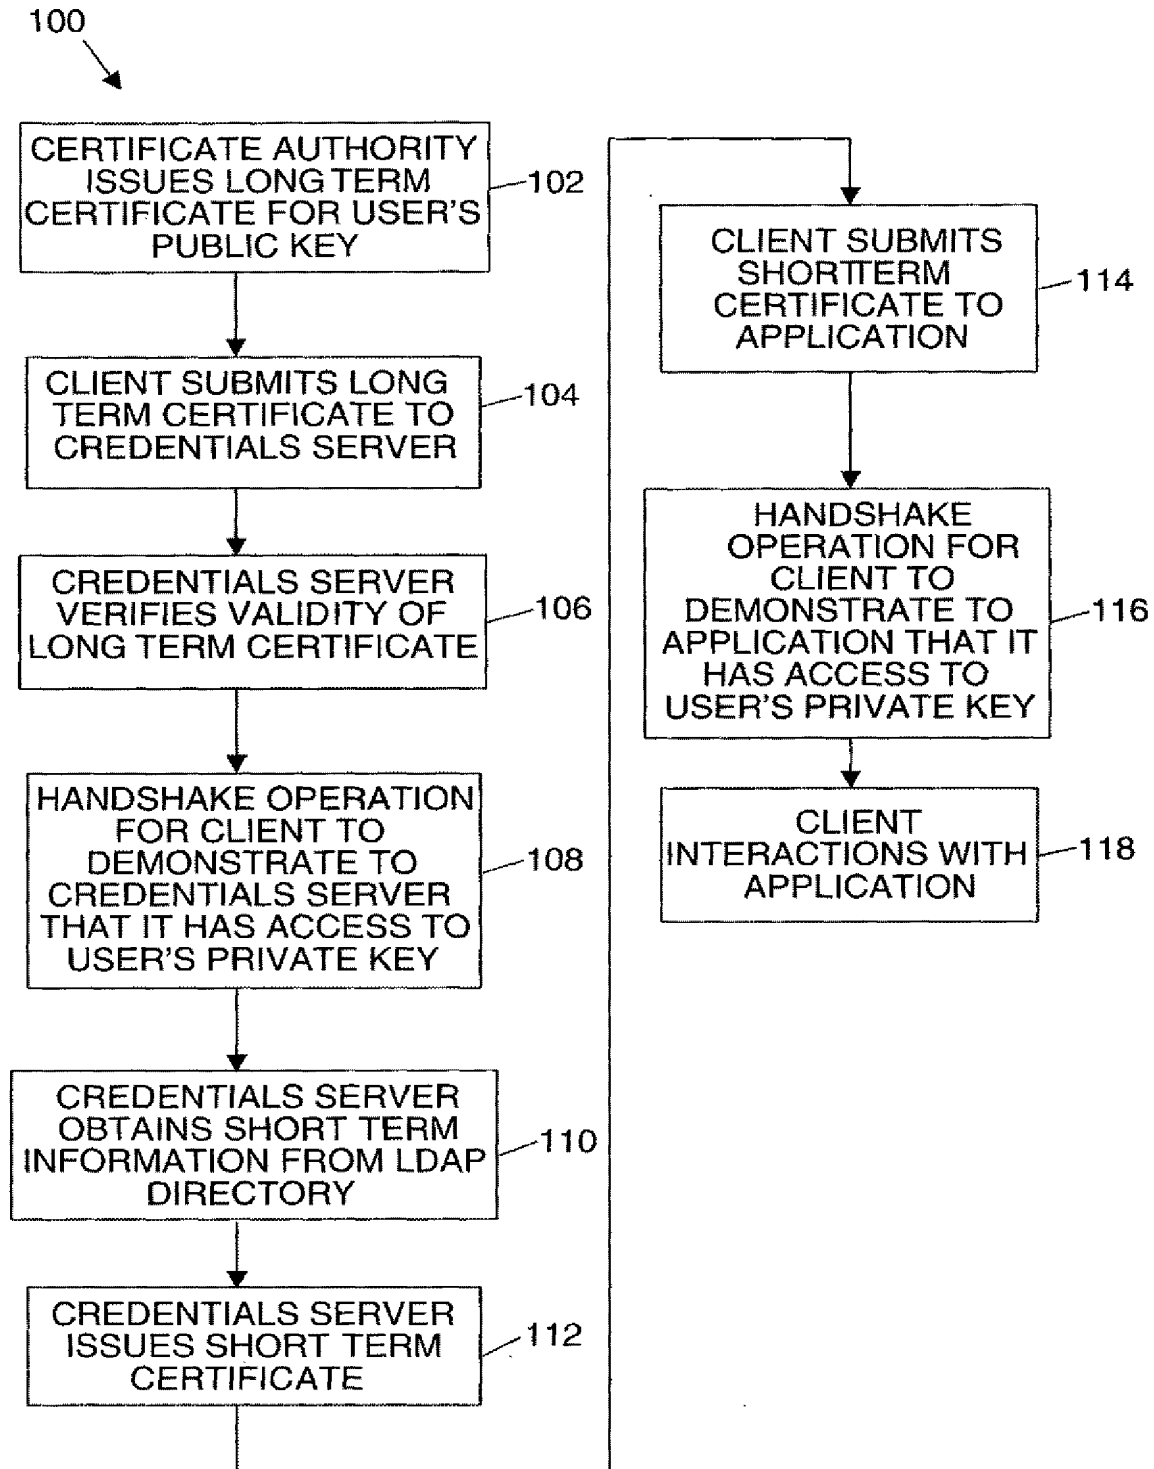 100
CERTIFICATE AUTHORITY
ISSUES LONG TERM
CERTIFICATE FOR USER'S
PUBLIC KEY
102
CLIENT SUBMITS LONG
TERM CERTIFICATE TO
CREDENTIALS SERVER
104
CREDENTIALS SERVER
VERIFIES VALIDITY OF
LONG TERM CERTIFICATE
106
HANDSHAKE OPERATION
FOR CLIENT TO
DEMONSTRATE TO
CREDENTIALS SERVER
THAT IT HAS ACCESS TO
USER'S PRIVATE KEY
108
CREDENTIALS SERVER
OBTAINS SHORT TERM
INFORMATION FROM LDAP
DIRECTORY
110
CREDENTIALS SERVER
ISSUES SHORT TERM
CERTIFICATE
112
CLIENT SUBMITS
SHORT TERM
CERTIFICATE TO
APPLICATION
114
HANDSHAKE
OPERATION FOR
CLIENT TO
DEMONSTRATE TO
APPLICATION THAT IT
HAS ACCESS TO
USER'S PRIVATE KEY
116
CLIENT
INTERACTIONS WITH
APPLICATION
118